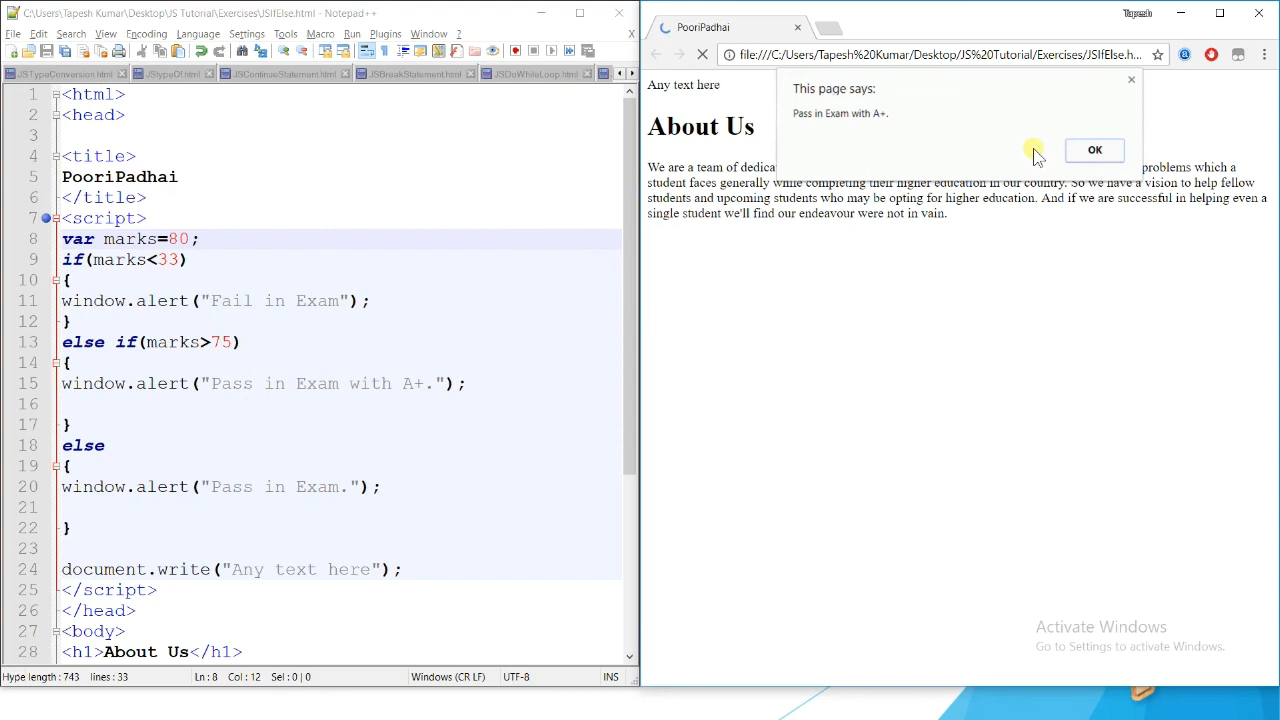 C:\Users\Tapesh Kumar\Desktop\JS Tutorial\Exercises\JSIfElse.html - Notepad++
File Edit Search View Encoding Language Settings Tools Macro Run Plugins Window ? X
JSTypeConversion.html JStypeOf.html JSContinueStatement.html JSBreakStatement.html JSDoWhileLoop.html
1 <html>
2 <head>
3
4 <title>
5 PooriPadhai
6 </title>
7 <script>
8 var marks=80;
9 if(marks<33)
10 {
11 window.alert("Fail in Exam");
12 }
13 else if(marks>75)
14 {
15 window.alert("Pass in Exam with A+.");
16
17 }
18 else
19 {
20 window.alert("Pass in Exam.");
21
22 }
23
24 document.write("Any text here");
25 </script>
26 </head>
27 <body>
28 <h1>About Us</h1>
Hype length : 743 lines : 33 Ln : 8 Col : 12 Sel : 0 | 0 Windows (CR LF) UTF-8 INS
PooriPadhai
Tapesh
file:///C:/Users/Tapesh%20Kumar/Desktop/JS%20Tutorial/Exercises/JSIfElse.h...
Any text here
This page says:
Pass in Exam with A+.
OK
About Us
We are a team of dedica problems which a
student faces generally while completing their higher education in our country. So we have a vision to help fellow
students and upcoming students who may be opting for higher education. And if we are successful in helping even a
single student we'll find our endeavour were not in vain.
Activate Windows
Go to Settings to activate Windows.